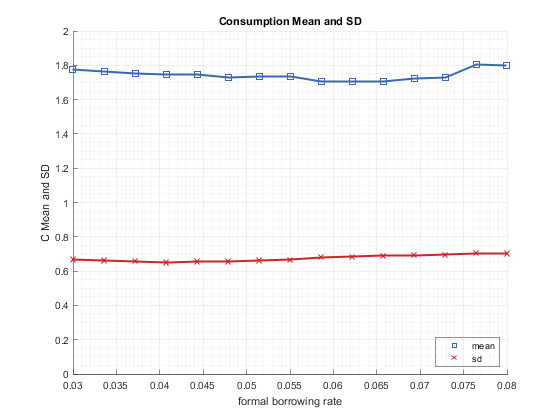 Consumption Mean and SD
C Mean and SD
2
1.8
1.6
1.4
1.2
1
0.8
0.6
0.4
0.2
0
mean
sd
0.03 0.035 0.04 0.045 0.05 0.055 0.06 0.065 0.07 0.075 0.08
formal borrowing rate